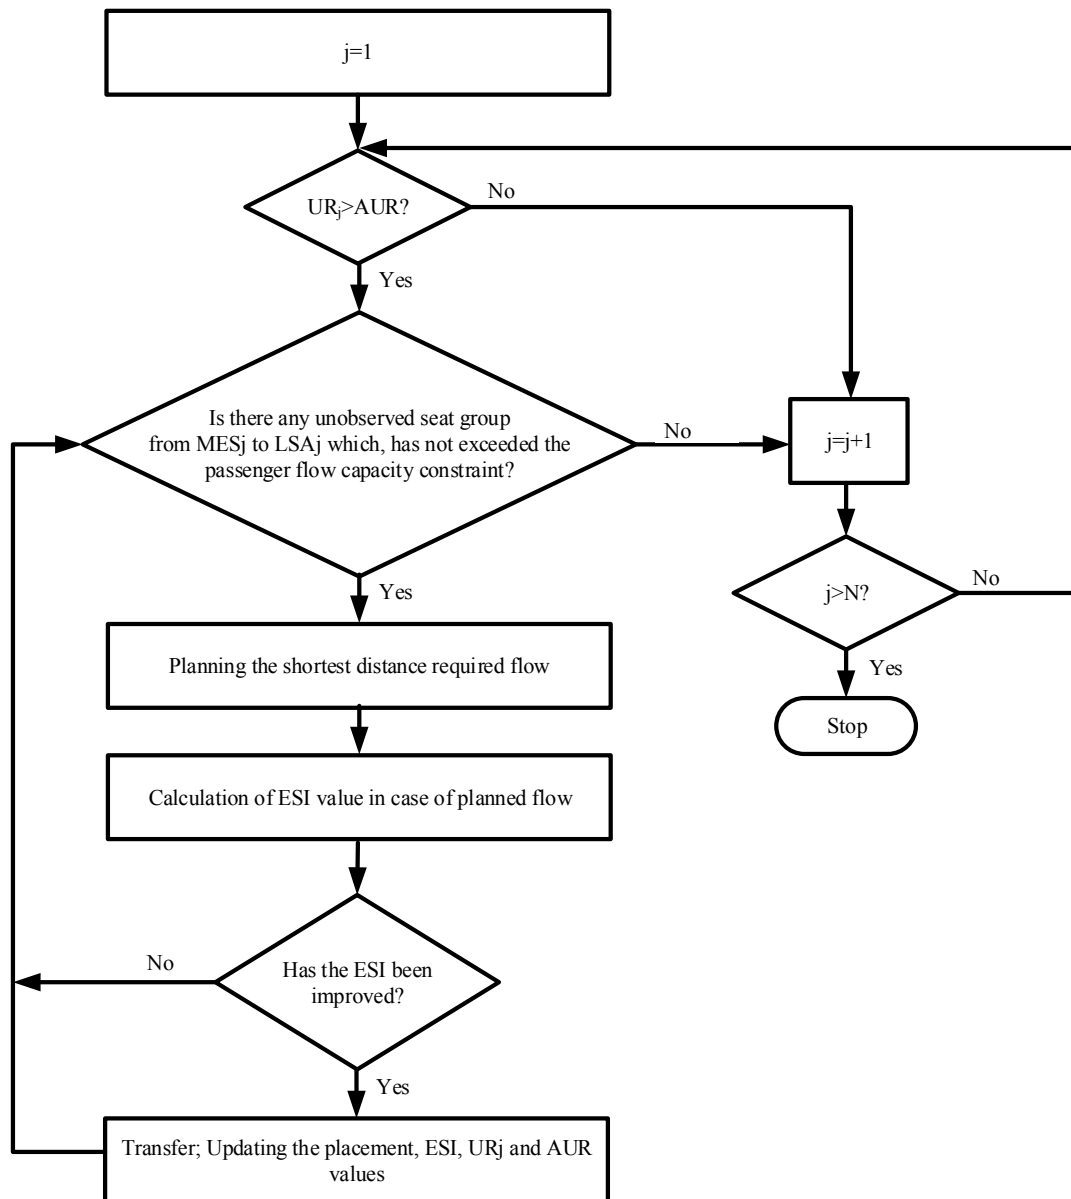 j=1
URj>AUR?
No
Yes
Is there any unobserved seat group
from MESj to LSAj which, has not exceeded the
passenger flow capacity constraint?
No
j=j+1
Yes
j>N?
No
Planning the shortest distance required flow
Yes
Stop
Calculation of ESI value in case of planned flow
No
Has the ESI been
improved?
Yes
Transfer; Updating the placement, ESI, URj and AUR
values